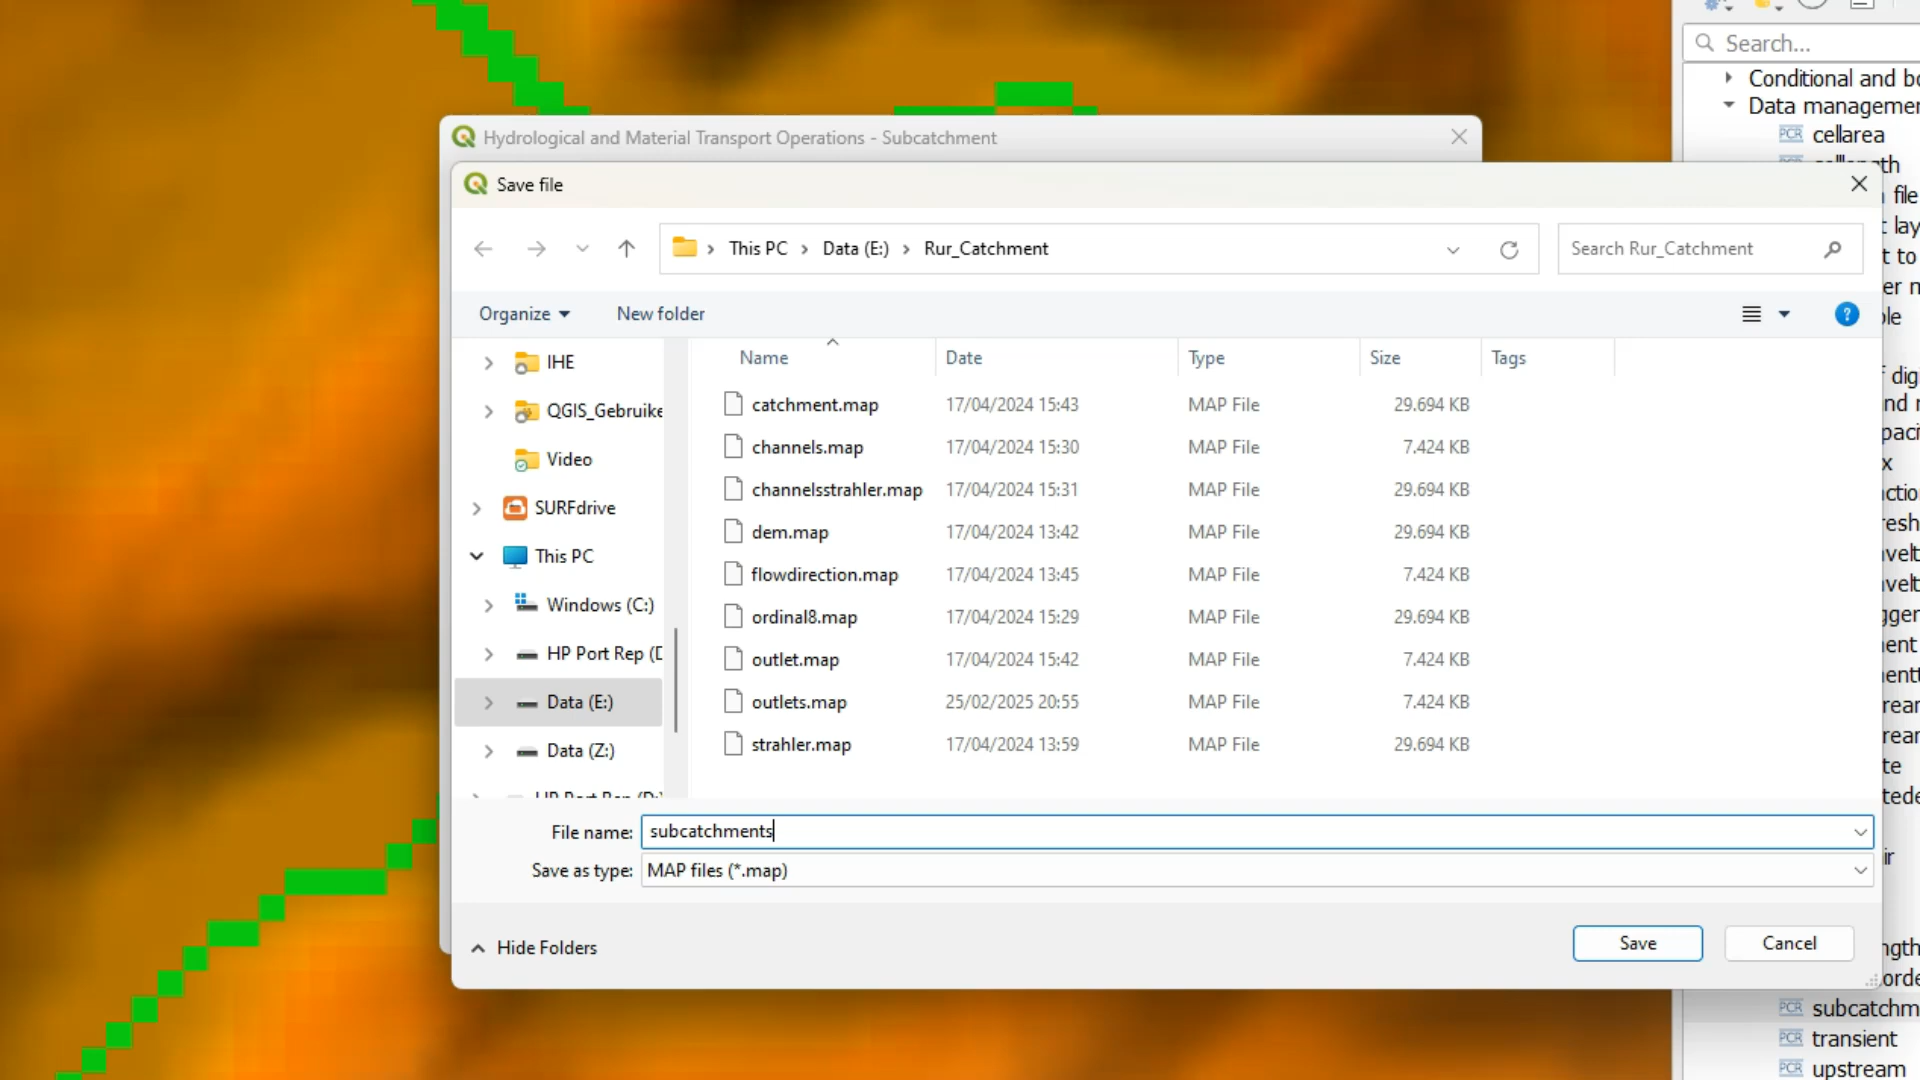 Search...
Conditional and bo
Data managemer
PCR cellarea
Hydrological and Material Transport Operations - Subcatchment
Save file
This PC > Data (E:) > Rur_Catchment
Search Rur_Catchment
Organize
New folder
Name Date Type Size Tags
IHE
QGIS_Gebruike
Video
SURFdrive
This PC
Windows (C:)
HP Port Rep (D
Data (E:)
Data (Z:)
catchment.map 17/04/2024 15:43 MAP File 29.694 KB
channels.map 17/04/2024 15:30 MAP File 7.424 KB
channelsstrahler.map 17/04/2024 15:31 MAP File 29.694 KB
dem.map 17/04/2024 13:42 MAP File 29.694 KB
flowdirection.map 17/04/2024 13:45 MAP File 7.424 KB
ordinal8.map 17/04/2024 15:29 MAP File 29.694 KB
outlet.map 17/04/2024 15:42 MAP File 7.424 KB
outlets.map 25/02/2025 20:55 MAP File 7.424 KB
strahler.map 17/04/2024 13:59 MAP File 29.694 KB
File name: subcatchments
Save as type: MAP files (*.map)
Hide Folders
Save
Cancel
PCR subcatchm
PCR transient
PCR upstream